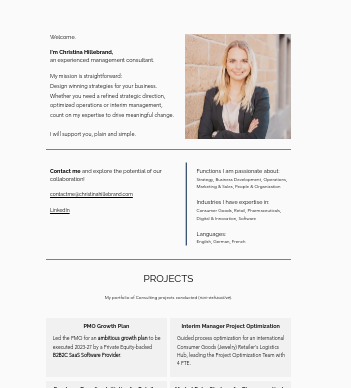 Welcome.
I'm Christina Hillebrand,
an experienced management consultant.
My mission is straightforward:
Design winning strategies for your business.
Whether you need a refined strategic direction,
optimized operations or interim management,
count on my expertise to drive meaningful change.
I will support you, plain and simple.
Contact me and explore the potential of our
collaboration!
contactme@christinahillebrand.com
LinkedIn
Functions I am passionate about:
Strategy, Business Development, Operations,
Marketing & Sales, People & Organization
Industries I have expertise in:
Consumer Goods, Retail, Pharmaceuticals,
Digital & Innovation, Software
Languages:
English, German, French
PROJECTS
My portfolio of Consulting projects conducted (non-exhaustive).
PMO Growth Plan
Led the PMO for an ambitious growth plan to be
executed 2023-27 by a Private Equity-backed
B2B2C SaaS Software Provider.
Interim Manager Project Optimization
Guided process optimization for an international
Consumer Goods (Jewelry) Retailer's Logistics
Hub, leading the Project Optimization Team with
4 FTE.